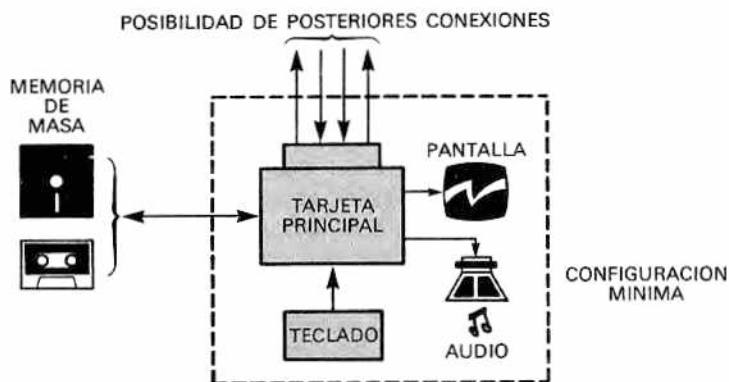 POSIBILIDAD DE POSTERIORES CONEXIONES
MEMORIA
DE
MASA
PANTALLA
TARJETA
PRINCIPAL
CONFIGURACION
MINIMA
TECLADO
AUDIO